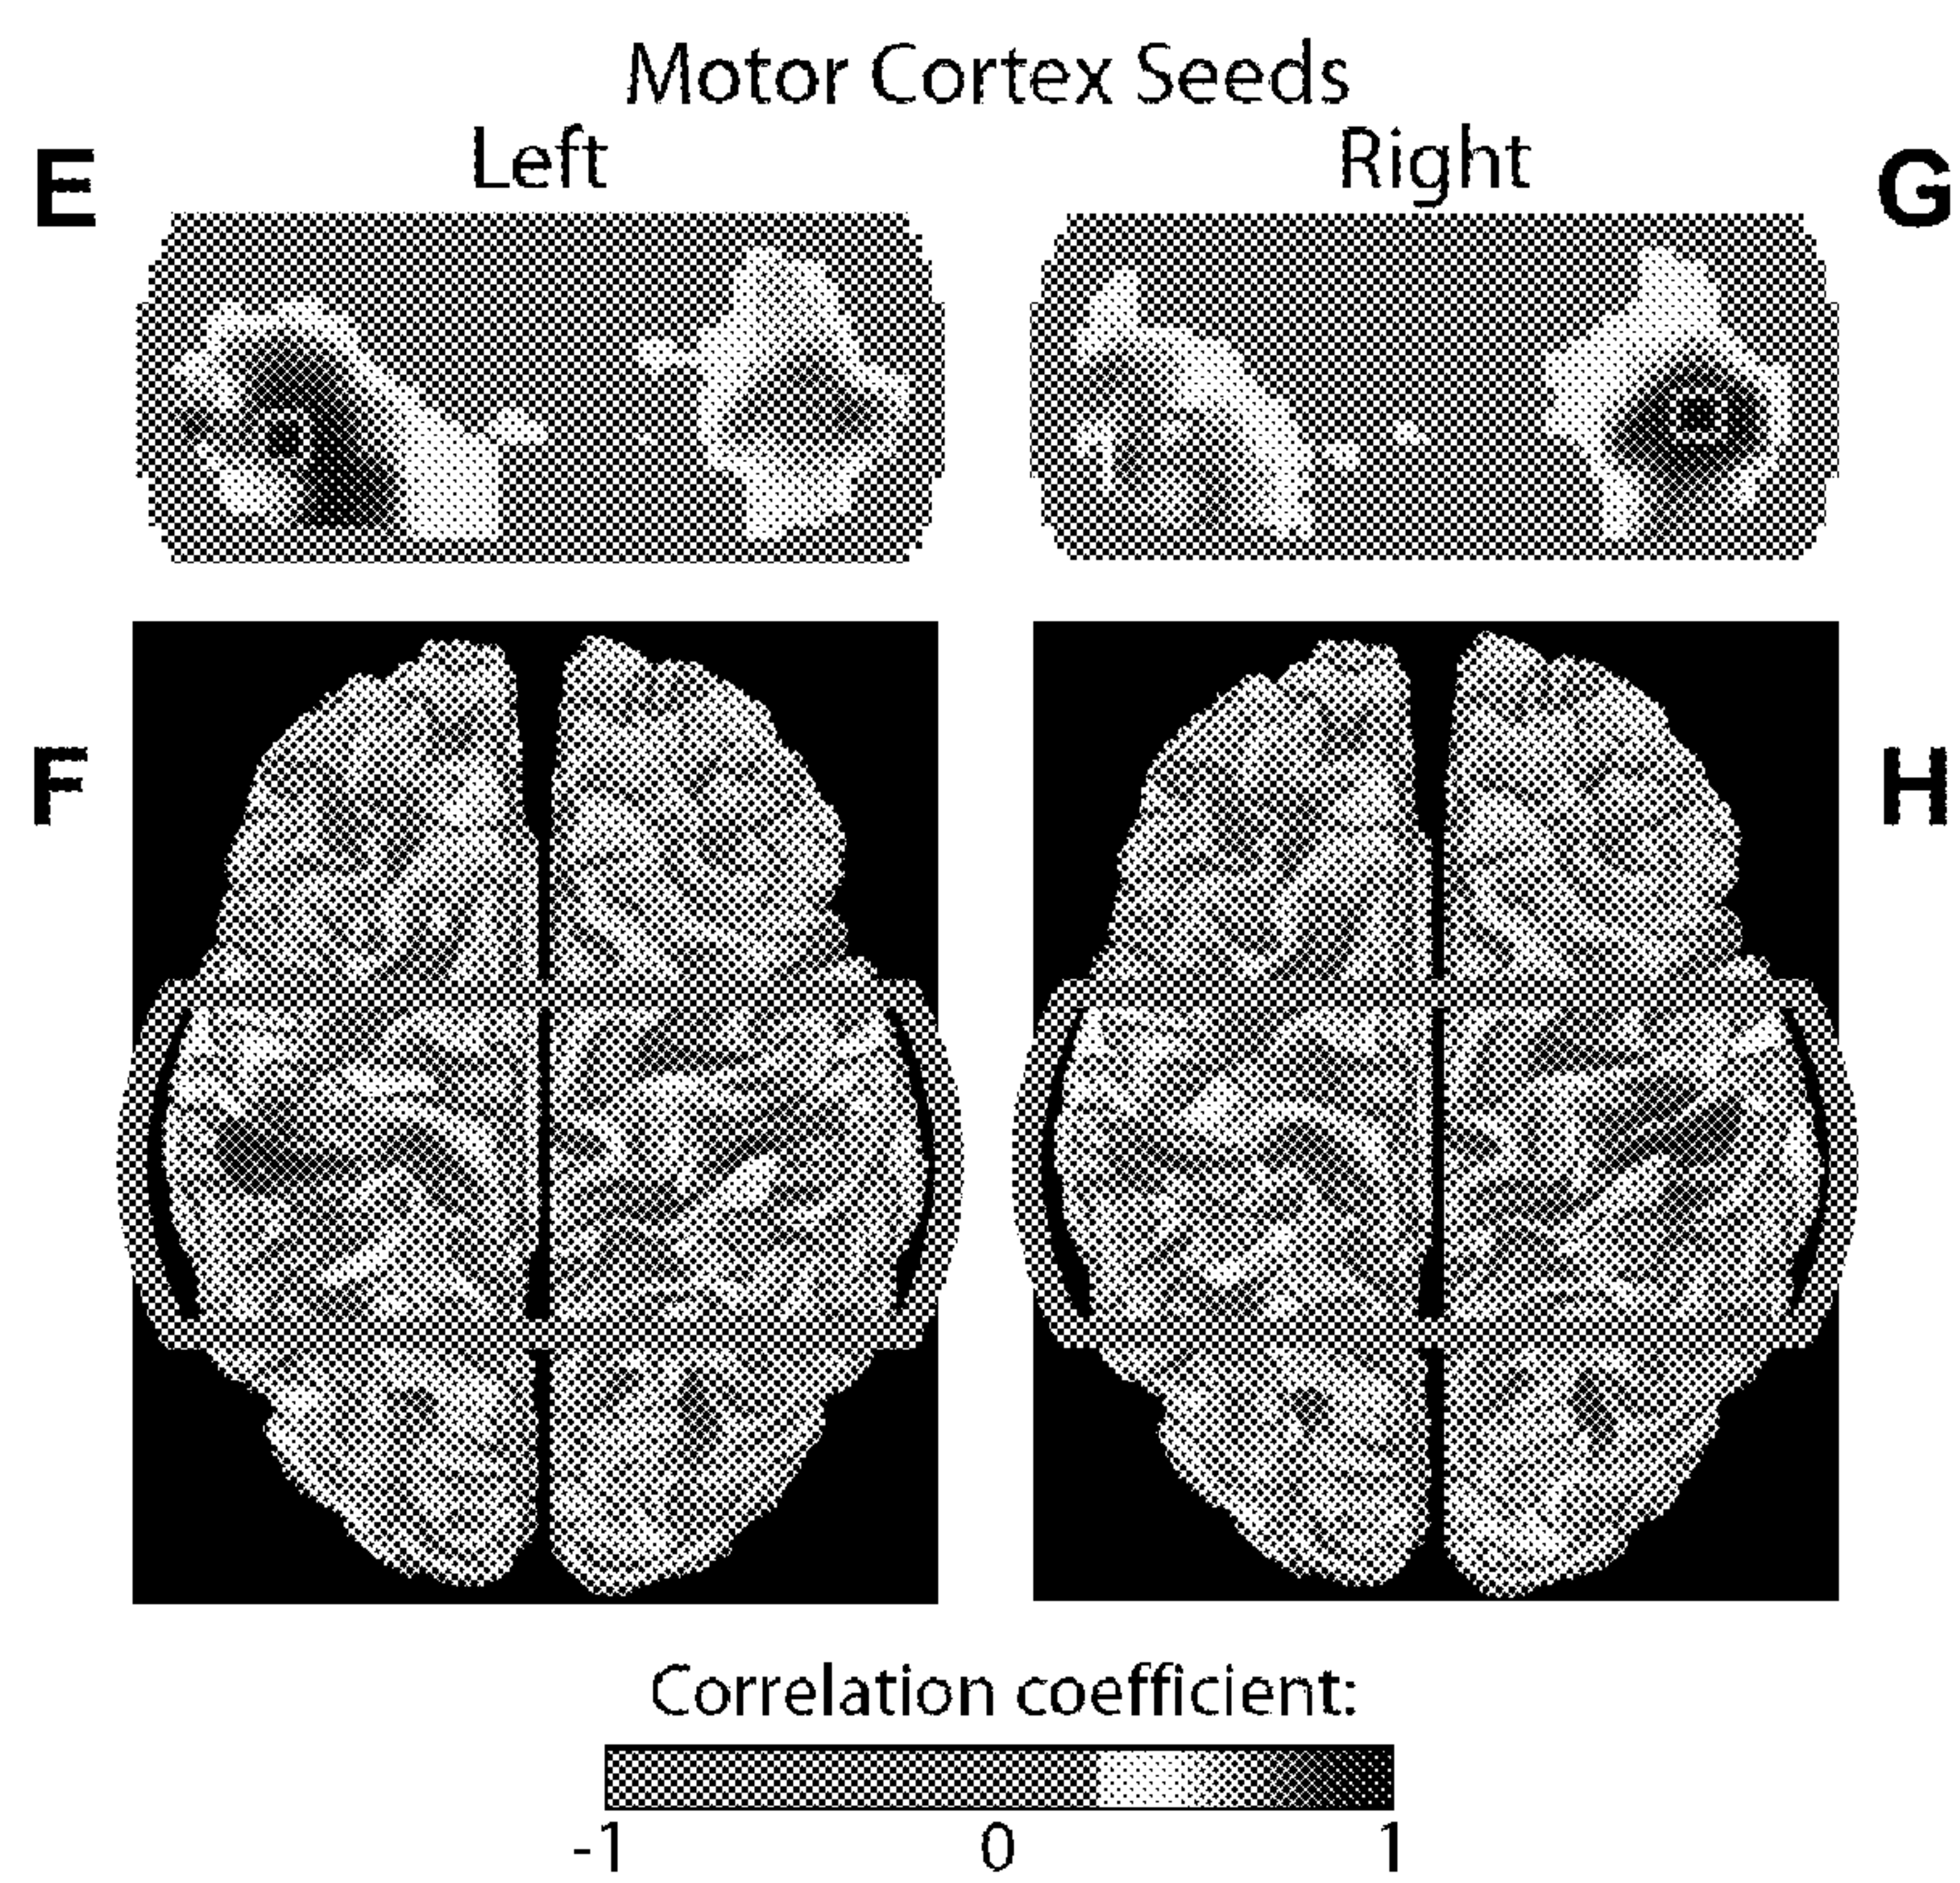 Motor Cortex Seeds
Left
Right
E
G
F
H
Correlation coefficient:
-1
0
1